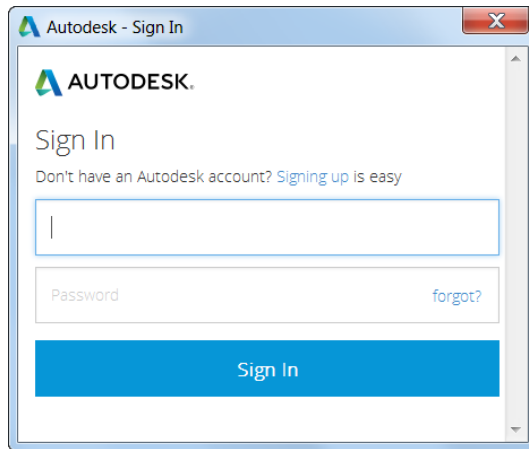 Autodesk - Sign In
AUTODESK.
Sign In
Don't have an Autodesk account? Signing up is easy
Password forgot?
Sign In